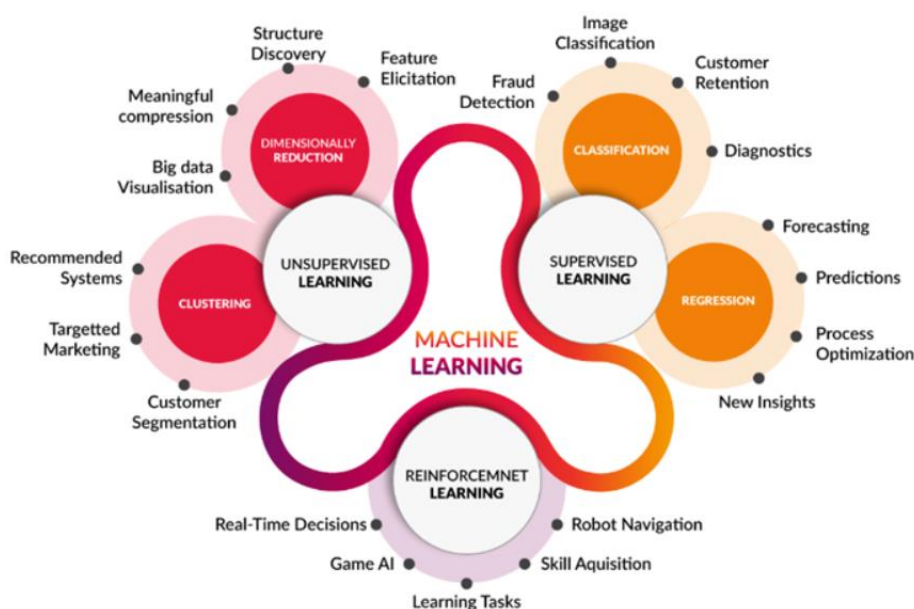 Structure
Discovery
Feature
Elicitation
Meaningful
compression
Big data
Visualisation
DIMENSIONALLY
REDUCTION
UNSUPERVISED
LEARNING
Recommended
Systems
Targetted
Marketing
Customer
Segmentation
CLUSTERING
Image
Classification
Fraud
Detection
Customer
Retention
Diagnostics
CLASSIFICATION
SUPERVISED
LEARNING
Forecasting
Predictions
Process
Optimization
New Insights
REGRESSION
MACHINE
LEARNING
REINFORCEMNET
LEARNING
Real-Time Decisions
Game AI
Learning Tasks
Skill Aquisition
Robot Navigation